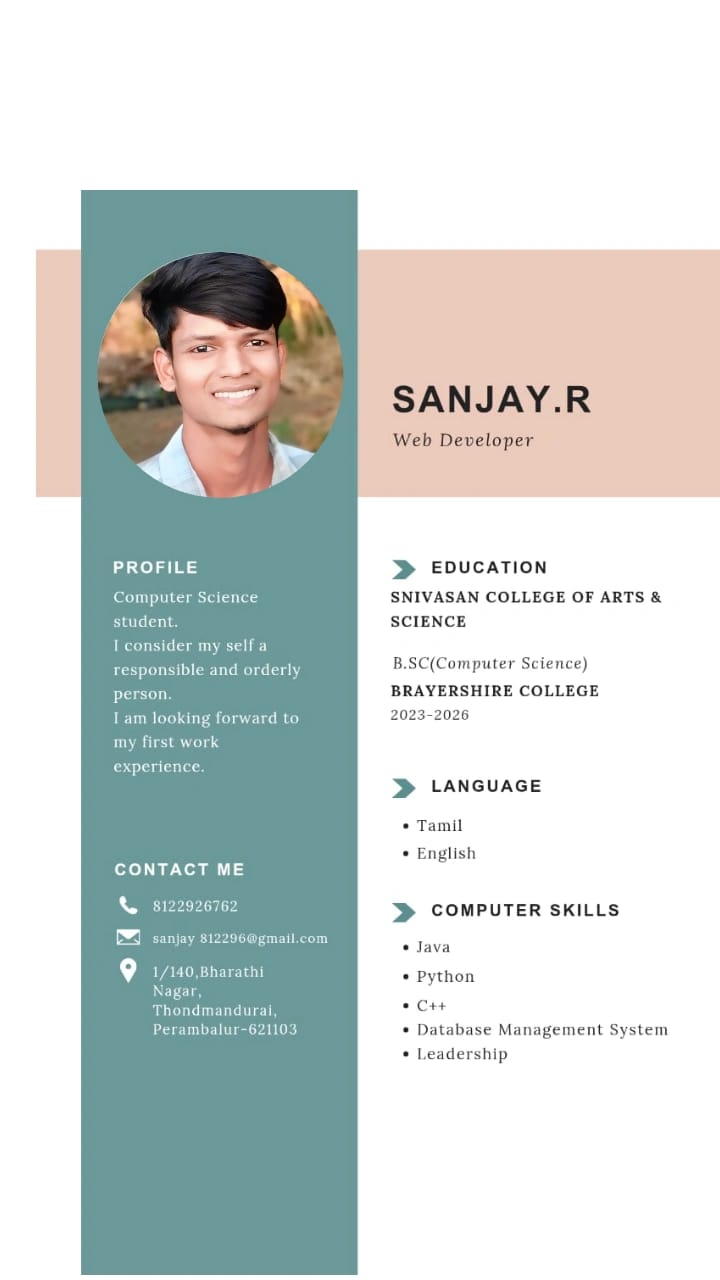 SANJAY.R
Web Developer
PROFILE
Computer Science
student.
I consider my self a
responsible and orderly
person.
I am looking forward to
my first work
experience.
CONTACT ME
8122926762
sanjay 812296@gmail.com
1/140,Bharathi
Nagar,
Thondmandurai,
Perambalur-621103
EDUCATION
SNIVASAN COLLEGE OF ARTS &
SCIENCE
B.SC(Computer Science)
BRAYERSHIRE COLLEGE
2023-2026
LANGUAGE
• Tamil
• English
COMPUTER SKILLS
• Java
• Python
• C++
• Database Management System
• Leadership